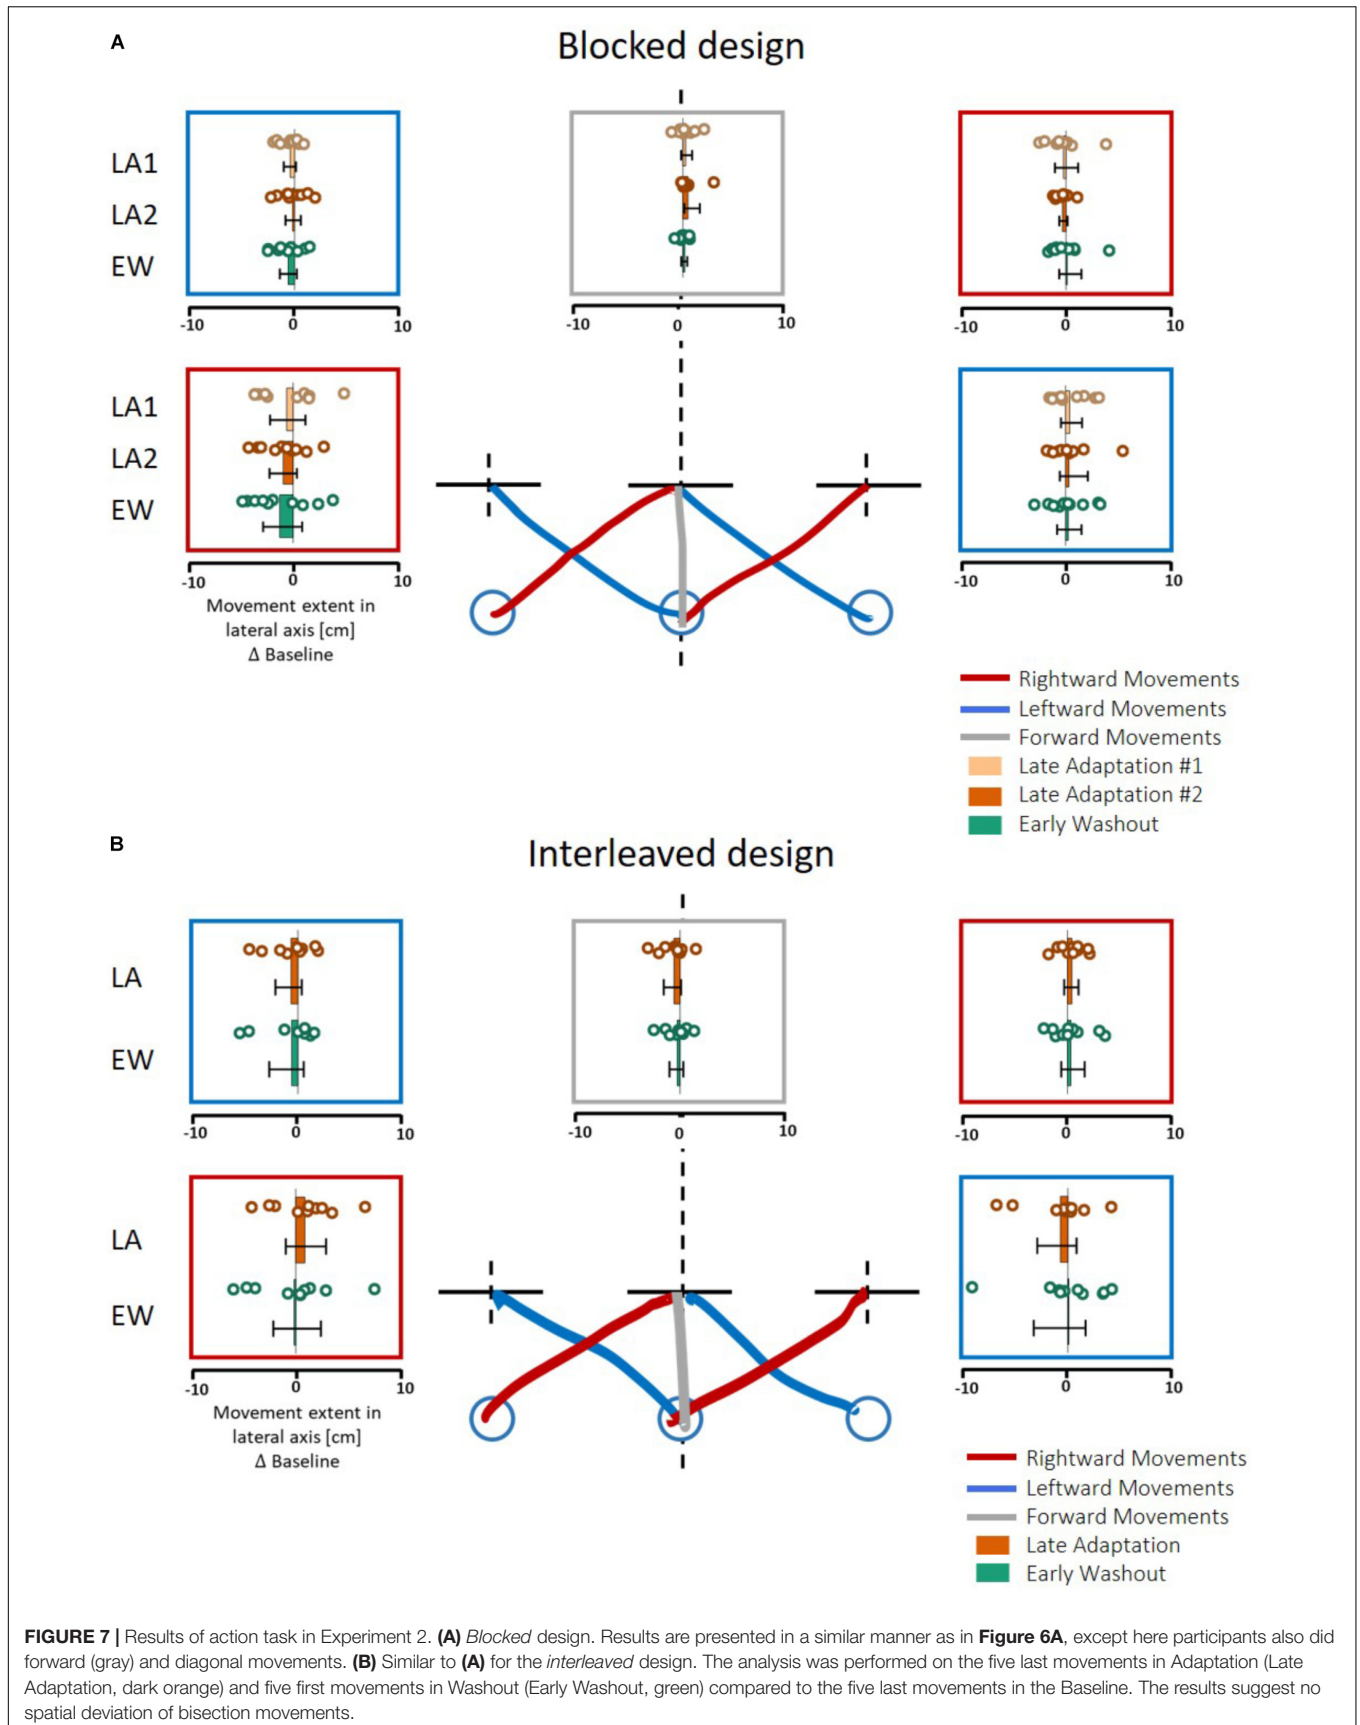 A
Blocked design
LA1
LA2
EW
-10 0 10
-10 0 10
-10 0 10
LA1
LA2
EW
-10 0 10
-10 0 10
Movement extent in
lateral axis [cm]
Δ Baseline
Rightward Movements
Leftward Movements
Forward Movements
Late Adaptation #1
Late Adaptation #2
Early Washout
B
Interleaved design
LA
EW
-10 0 10
-10 0 10
-10 0 10
LA
EW
-10 0 10
-10 0 10
Movement extent in
lateral axis [cm]
Δ Baseline
Rightward Movements
Leftward Movements
Forward Movements
Late Adaptation
Early Washout
FIGURE 7 | Results of action task in Experiment 2. (A) Blocked design. Results are presented in a similar manner as in Figure 6A, except here participants also did
forward (gray) and diagonal movements. (B) Similar to (A) for the interleaved design. The analysis was performed on the five last movements in Adaptation (Late
Adaptation, dark orange) and five first movements in Washout (Early Washout, green) compared to the five last movements in the Baseline. The results suggest no
spatial deviation of bisection movements.